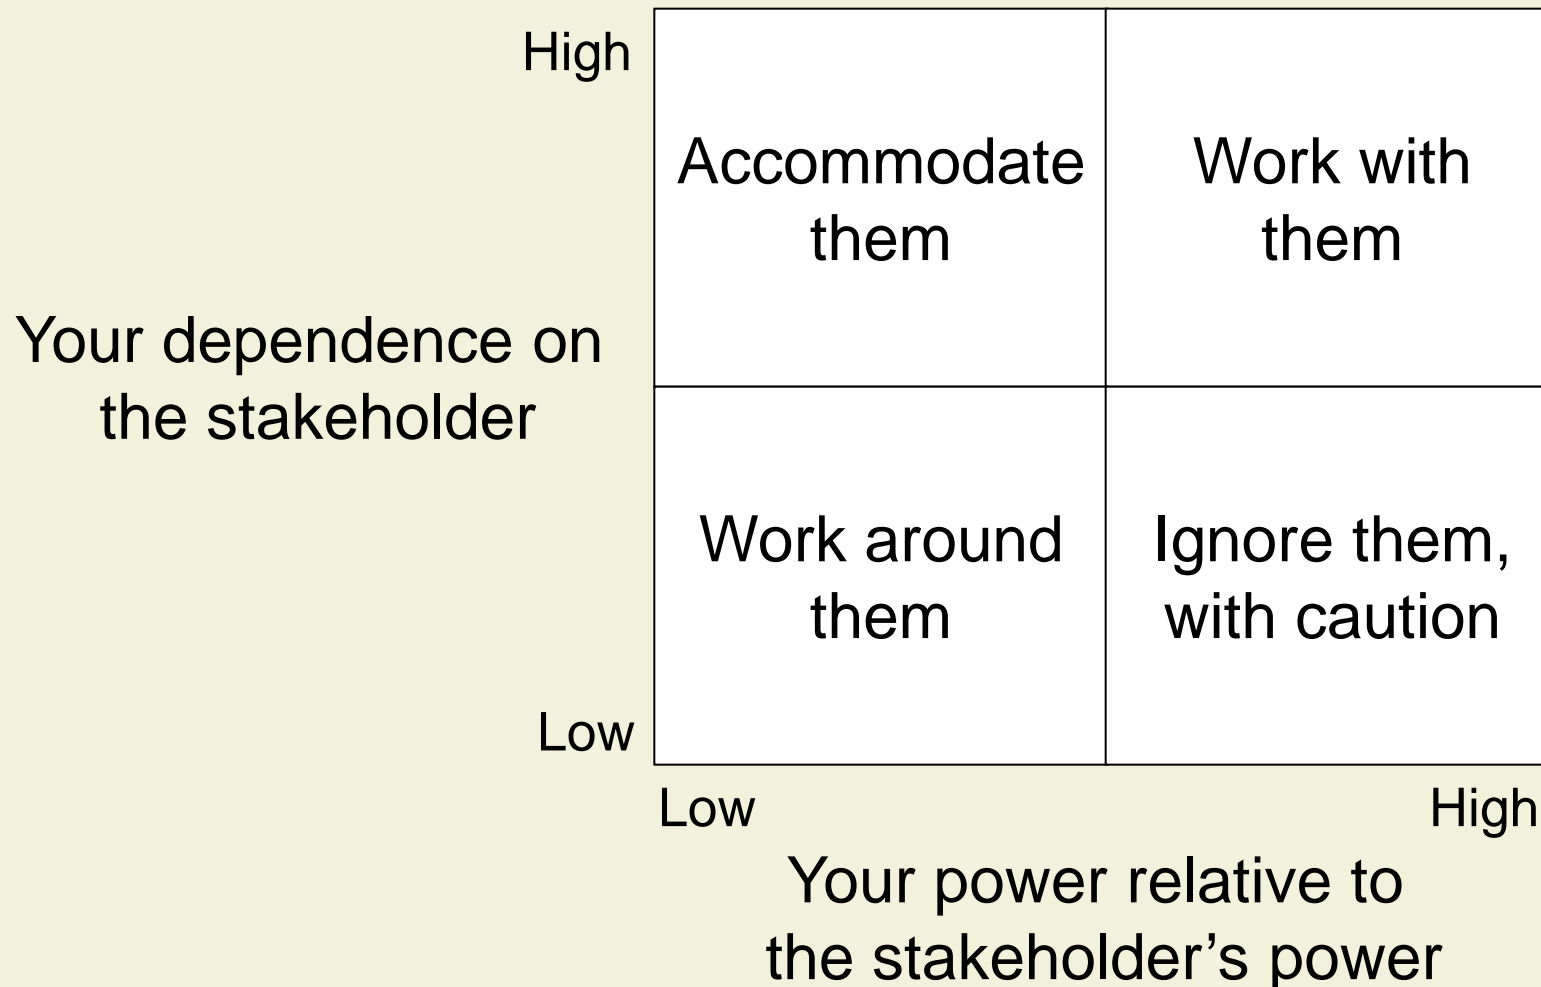 High
Accommodate
them
Work with
them
Your dependence on
the stakeholder
Work around
them
Ignore them,
with caution
Low
Low
High
Your power relative to
the stakeholder’s power